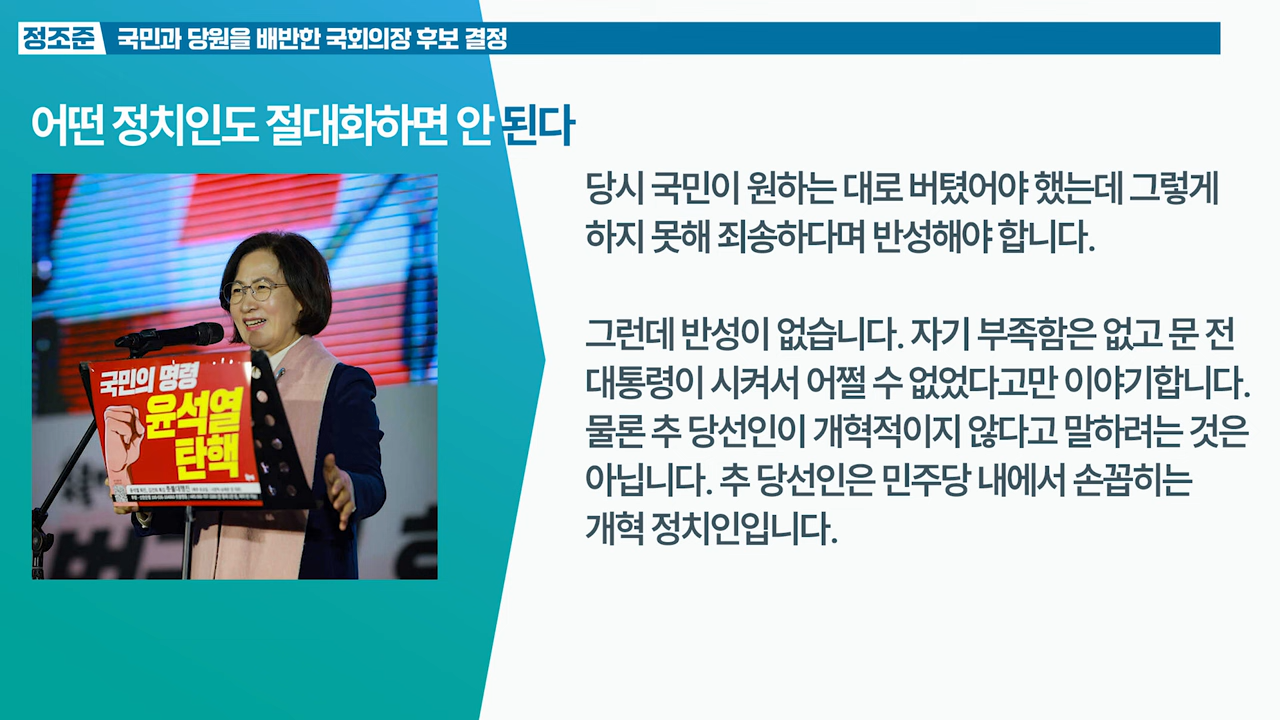 정조준 국민과 당원을 배반한 국회의장 후보 결정
어떤 정치인도 절대화하면 안 된다
국민의 명령
윤석열
탄핵
당시 국민이 원하는 대로 버텼어야 했는데 그렇게
하지 못해 죄송하다며 반성해야 합니다.
그런데 반성이 없습니다. 자기 부족함은 없고 문 전
대통령이 시켜서 어쩔 수 없었다고만 이야기합니다.
물론 추 당선인이 개혁적이지 않다고 말하려는 것은
아닙니다. 추 당선인은 민주당 내에서 손꼽히는
개혁 정치인입니다.